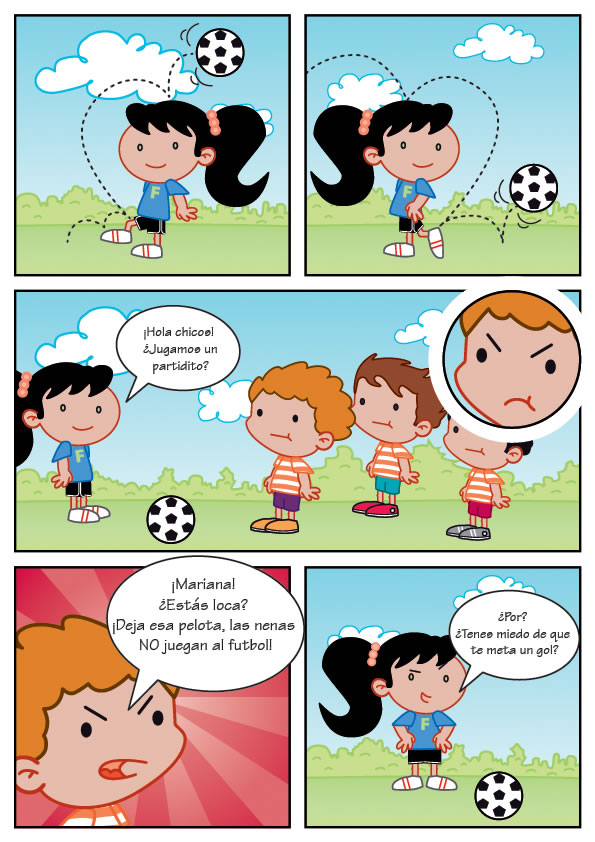 F
F
¡Hola chicos!
¿Jugamos un
partidito?
F
¡Mariana!
¿Estás loca?
¡Deja esa pelota, las nenas
NO juegan al futbol!
¿Por?
¿Tenes miedo de que
te meta un gol?
F